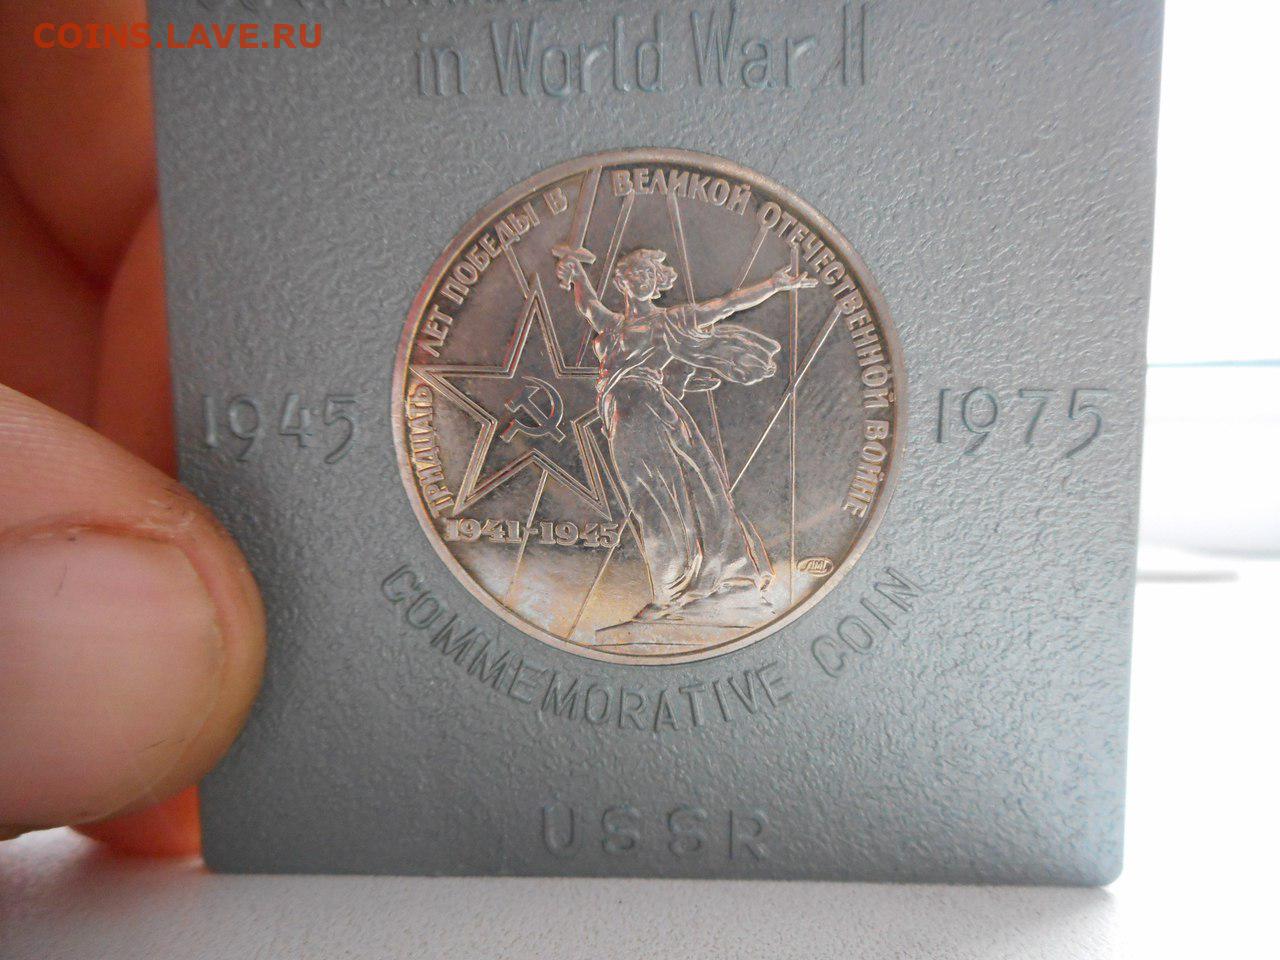 COINS.LAVE.RU
in World War II
ТРИДЦАТЬ ЛЕТ ПОБЕДЫ В ВЕЛИКОЙ ОТЕЧЕСТВЕННОЙ ВОЙНЕ
1945
1975
1941-1945
ЛМД
COMMEMORATIVE COIN
USSR